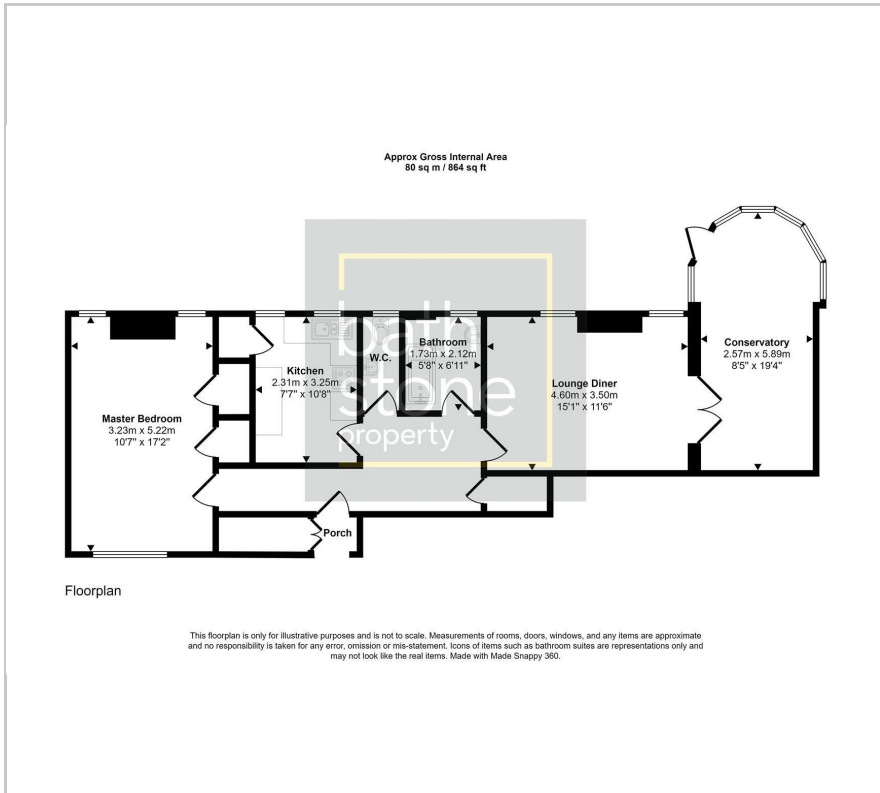 Approx Gross Internal Area
80 sq m / 864 sq ft
Master Bedroom
3.23m x 5.22m
10'7" x 17'2"
Kitchen
2.31m x 3.25m
7'7" x 10'8"
W.C.
Bathroom
1.73m x 2.12m
5'8" x 6'11"
Lounge Diner
4.60m x 3.50m
15'1" x 11'6"
Conservatory
2.57m x 5.89m
8'5" x 19'4"
Porch
bath
stone
property
Floorplan
This floorplan is only for illustrative purposes and is not to scale. Measurements of rooms, doors, windows, and any items are approximate
and no responsibility is taken for any error, omission or mis-statement. Icons of items such as bathroom suites are representations only and
may not look like the real items. Made with Made Snappy 360.